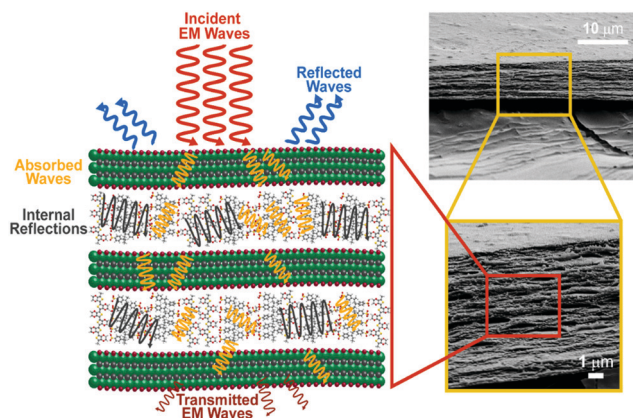 Incident
EM Waves
Reflected
Waves
Absorbed
Waves
Internal
Reflections
Transmitted
EM Waves
10 μm
1 μm